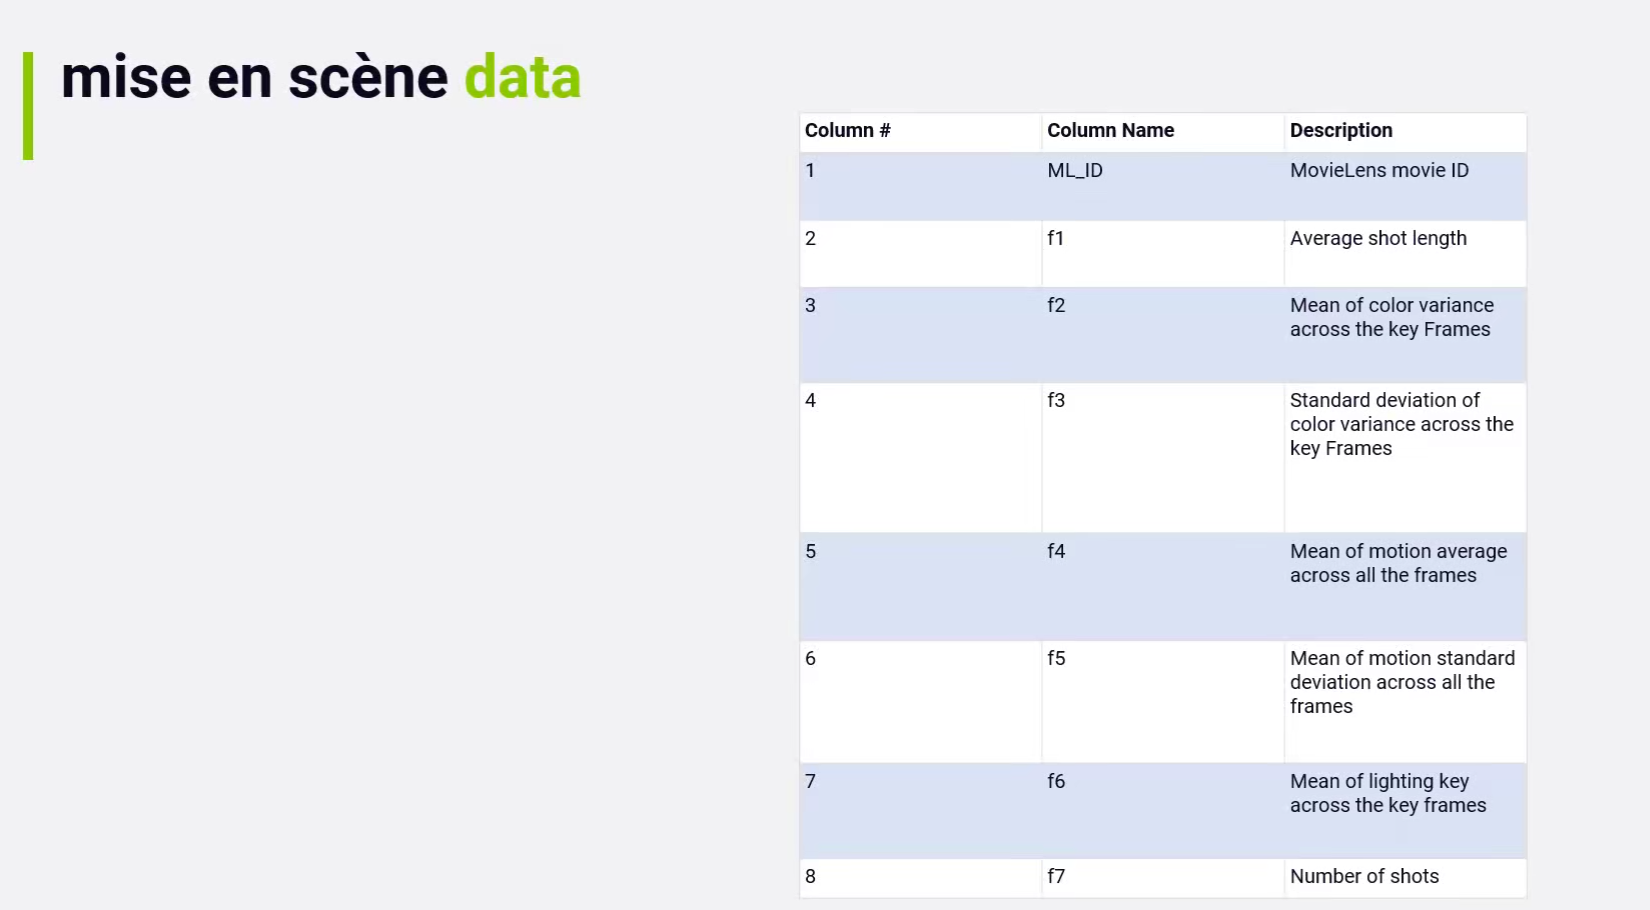 mise en scène data
Column # Column Name Description
1 ML_ID MovieLens movie ID
2 f1 Average shot length
3 f2 Mean of color variance
across the key Frames
4 f3 Standard deviation of
color variance across the
key Frames
5 f4 Mean of motion average
across all the frames
6 f5 Mean of motion standard
deviation across all the
frames
7 f6 Mean of lighting key
across the key frames
8 f7 Number of shots